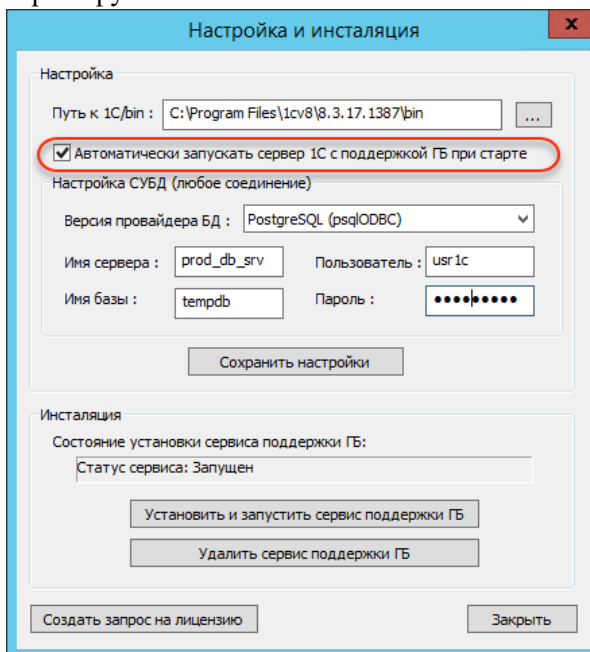 Настройка и инсталяция
x
Настройка
Путь к 1C/bin : C:\Program Files\1cv8\8.3.17.1387\bin ...
Автоматически запускать сервер 1С с поддержкой ГБ при старте
Настройка СУБД (любое соединение)
Версия провайдера БД : PostgreSQL (psqlODBC)
Имя сервера : prod_db_srv Пользователь : usr1c
Имя базы : tempdb Пароль : •••••••••
Сохранить настройки
Инсталяция
Состояние установки сервиса поддержки ГБ:
Статус сервиса: Запущен
Установить и запустить сервис поддержки ГБ
Удалить сервис поддержки ГБ
Создать запрос на лицензию Закрыть